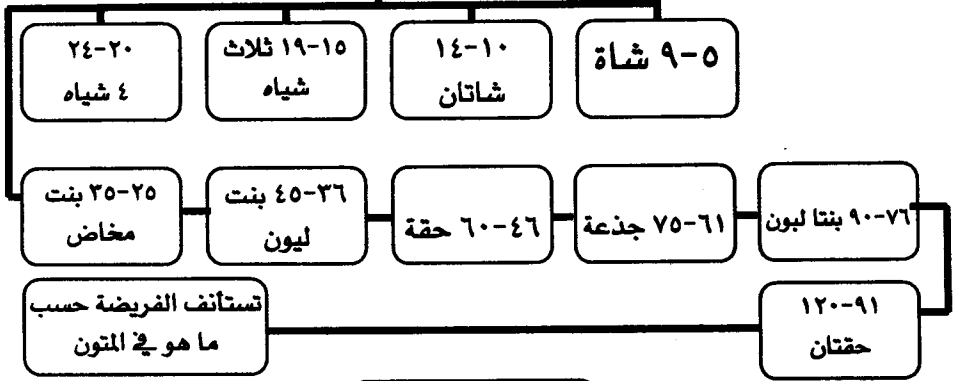 ٥-٩ شاة
١٠-١٤
شاتان
١٥-١٩ ثلاث
شياه
٢٠-٢٤
٤ شياه
٢٥-٣٥ بنت
مخاض
٣٦-٤٥ بنت
لبون
٤٦-٦٠ حقة
٦١-٧٥ جذعة
٧٦-٩٠ بنتا لبون
٩١-١٢٠
حقتان
تستأنف الفريضة حسب
ما هو في المتون